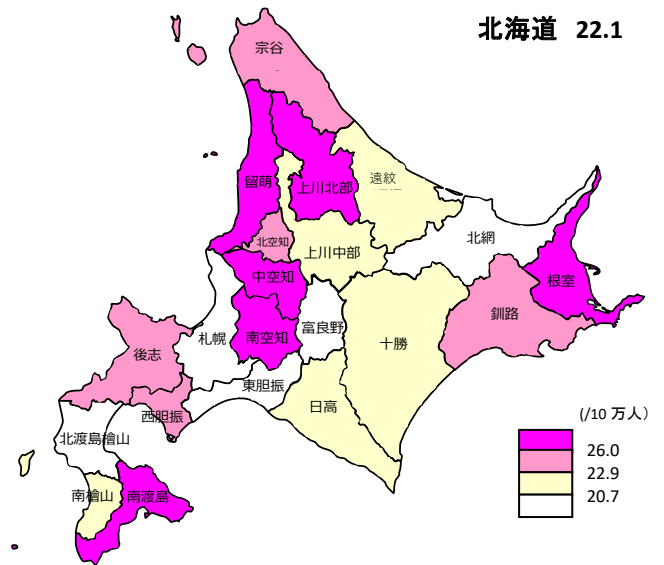 北海道 22.1
宗谷
留萌
上川北部
遠紋
北空知
上川中部
北網
中空知
根室
釧路
札幌
南空知
富良野
十勝
後志
東胆振
西胆振
日高
北渡島檜山
南檜山
南渡島
(/10 万人)
26.0
22.9
20.7